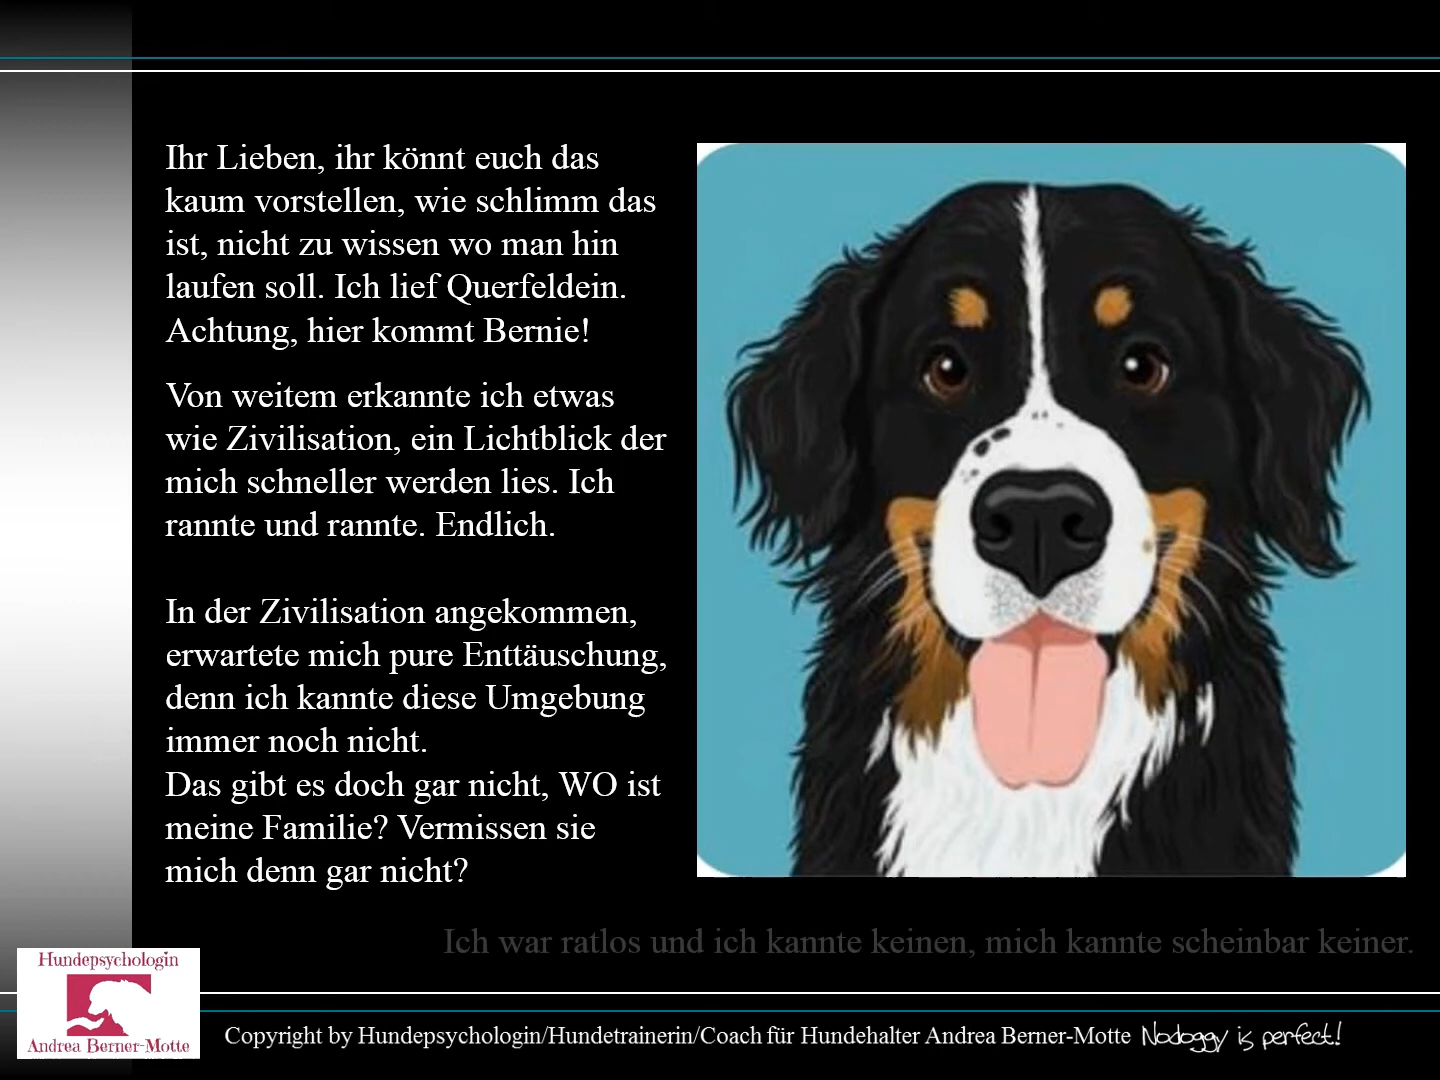 Ihr Lieben, ihr könnt euch das
kaum vorstellen, wie schlimm das
ist, nicht zu wissen wo man hin
laufen soll. Ich lief Querfeldein.
Achtung, hier kommt Bernie!
Von weitem erkannte ich etwas
wie Zivilisation, ein Lichtblick der
mich schneller werden lies. Ich
rannte und rannte. Endlich.
In der Zivilisation angekommen,
erwartete mich pure Enttäuschung,
denn ich kannte diese Umgebung
immer noch nicht.
Das gibt es doch gar nicht, WO ist
meine Familie? Vermissen sie
mich denn gar nicht?
Ich war ratlos und ich kannte keinen, mich kannte scheinbar keiner.
Hundepsychologin
Andrea Berner-Motte
Copyright by Hundepsychologin/Hundetrainerin/Coach für Hundehalter Andrea Berner-Motte Nodoggy is perfect!